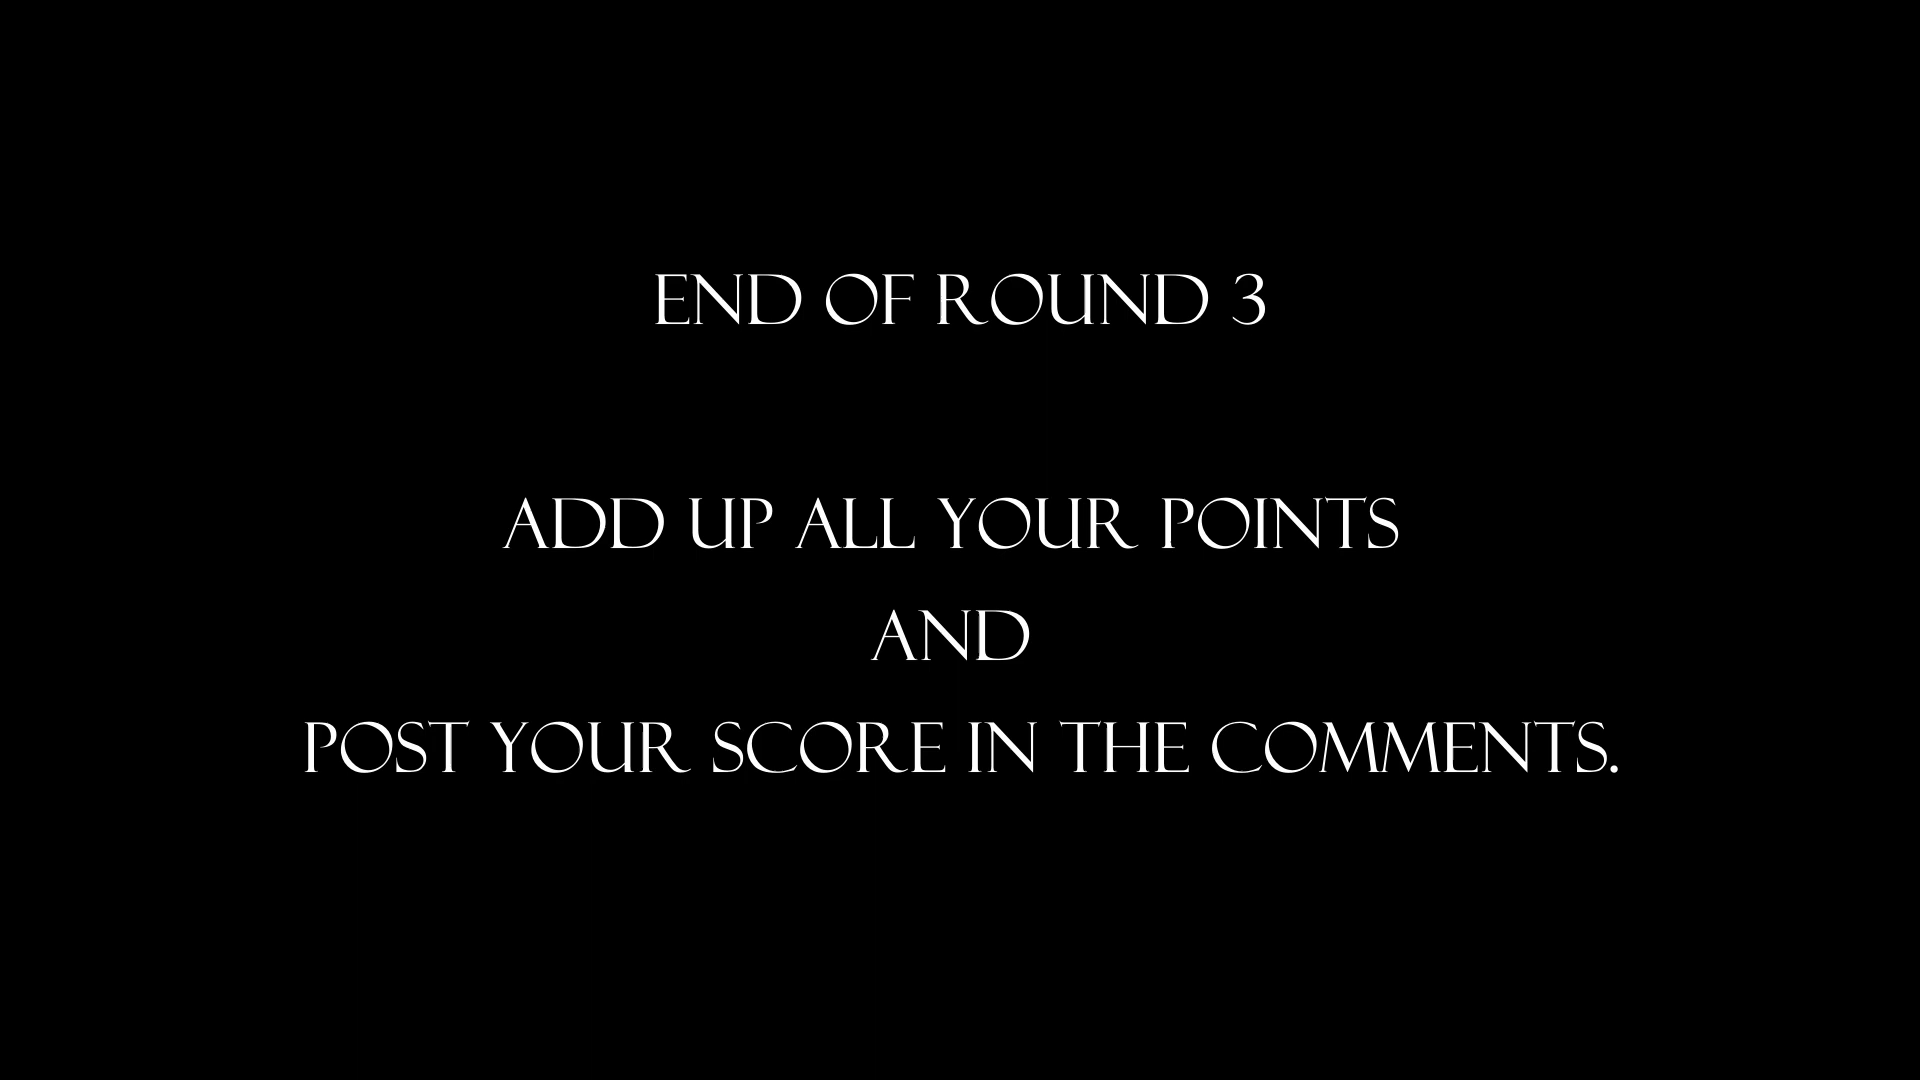 END OF ROUND 3
ADD UP ALL YOUR POINTS
AND
POST YOUR SCORE IN THE COMMENTS.